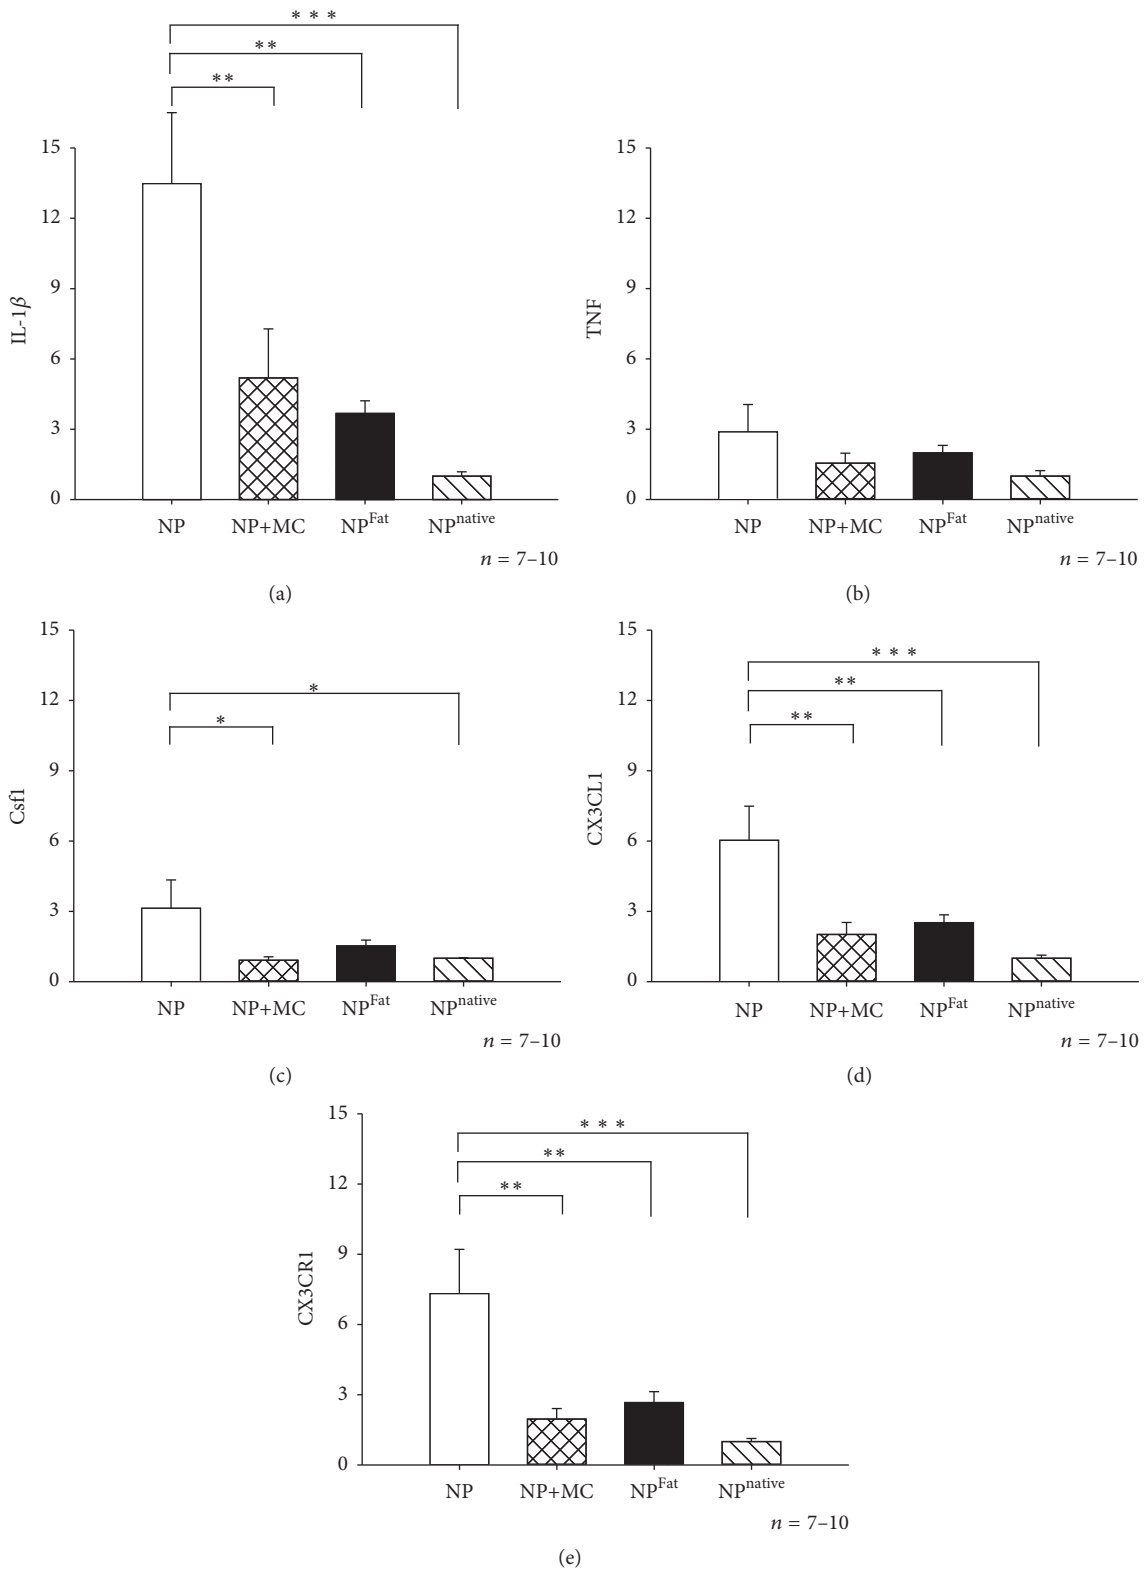 * * *
**
**
15
12
9
6
3
0
IL-1β
NP NP+MC NP^Fat NP^native
n = 7–10
(a)
15
12
9
6
3
0
TNF
NP NP+MC NP^Fat NP^native
n = 7–10
(b)
15
12
9
6
3
0
Csf1
*
*
NP NP+MC NP^Fat NP^native
n = 7–10
(c)
15
12
9
6
3
0
CX3CL1
* * *
**
**
NP NP+MC NP^Fat NP^native
n = 7–10
(d)
15
12
9
6
3
0
CX3CR1
* * *
**
**
NP NP+MC NP^Fat NP^native
n = 7–10
(e)